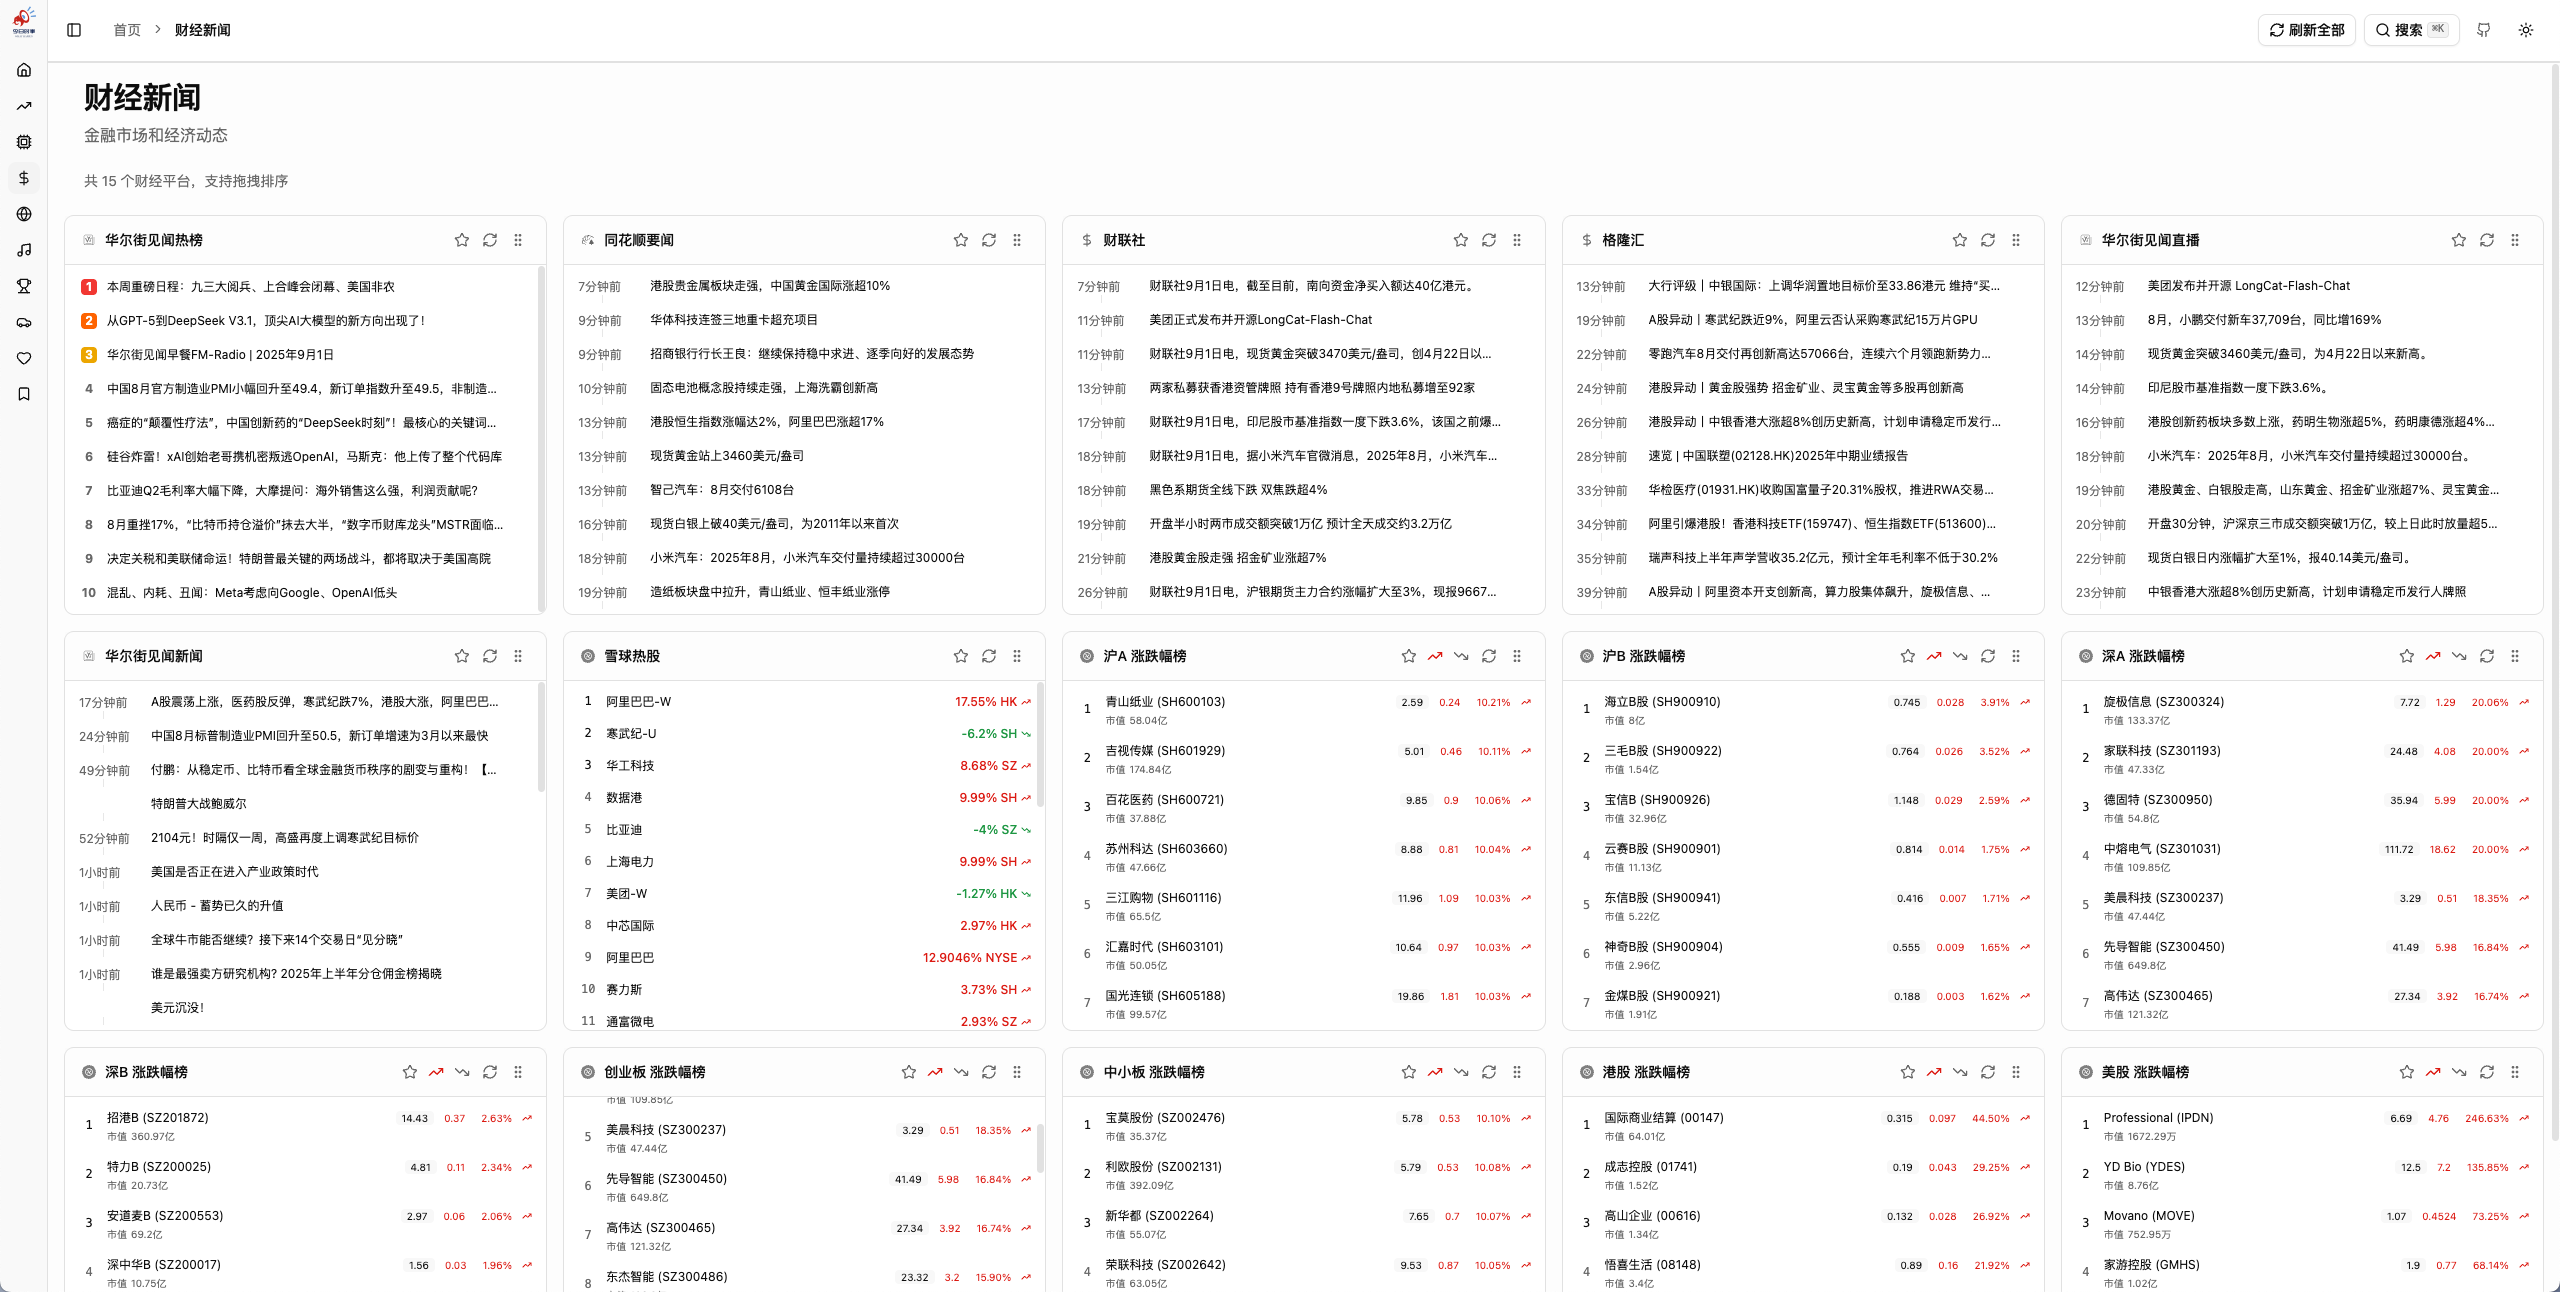 首页 > 财经新闻
刷新全部
搜索 ⌘K
财经新闻
金融市场和经济动态
共 15 个财经平台，支持拖拽排序
华尔街见闻热榜
1 本周重磅日程：九三大阅兵、上合峰会闭幕、美国非农
2 从GPT-5到DeepSeek V3.1，顶尖AI大模型的新方向出现了！
3 华尔街见闻早餐FM-Radio | 2025年9月1日
4 中国8月官方制造业PMI小幅回升至49.4，新订单指数升至49.5，非制造...
5 癌症的“颠覆性疗法”，中国创新药的“DeepSeek时刻”！最核心的关键词...
6 硅谷炸雷！xAI创始老哥携机密叛逃OpenAI，马斯克：他上传了整个代码库
7 比亚迪Q2毛利率大幅下降，大摩提问：海外销售这么强，利润贡献呢？
8 8月重挫17%，“比特币持仓溢价”抹去大半，“数字币财库龙头”MSTR面临...
9 决定关税和美联储命运！特朗普最关键的两场战斗，都将取决于美国高院
10 混乱、内耗、丑闻：Meta考虑向Google、OpenAI低头
同花顺要闻
7分钟前 港股贵金属板块走强，中国黄金国际涨超10%
9分钟前 华体科技连签三地重卡超充项目
9分钟前 招商银行行长王良：继续保持稳中求进、逐季向好的发展态势
10分钟前 固态电池概念股持续走强，上海洗霸创新高
13分钟前 港股恒生指数涨幅达2%，阿里巴巴涨超17%
13分钟前 现货黄金站上3460美元/盎司
13分钟前 智己汽车：8月交付6108台
16分钟前 现货白银上破40美元/盎司，为2011年以来首次
18分钟前 小米汽车：2025年8月，小米汽车交付量持续超过30000台
19分钟前 造纸板块盘中拉升，青山纸业、恒丰纸业涨停
财联社
7分钟前 财联社9月1日电，截至目前，南向资金净买入额达40亿港元。
11分钟前 美团正式发布并开源LongCat-Flash-Chat
11分钟前 财联社9月1日电，现货黄金突破3470美元/盎司，创4月22日以...
13分钟前 两家私募获香港资管牌照 持有香港9号牌照内地私募增至92家
17分钟前 财联社9月1日电，印尼股市基准指数一度下跌3.6%，该国之前爆...
18分钟前 财联社9月1日电，据小米汽车官微消息，2025年8月，小米汽车...
18分钟前 黑色系期货全线下跌 双焦跌超4%
19分钟前 开盘半小时两市成交额突破1万亿 预计全天成交约3.2万亿
21分钟前 港股黄金股走强 招金矿业涨超7%
26分钟前 财联社9月1日电，沪银期货主力合约涨幅扩大至3%，现报9667...
格隆汇
13分钟前 大行评级丨中银国际：上调华润置地目标价至33.86港元 维持“买...
19分钟前 A股异动丨寒武纪跌近9%，阿里云否认采购寒武纪15万片GPU
22分钟前 零跑汽车8月交付再创新高达57066台，连续六个月领跑新势力...
24分钟前 港股异动丨黄金股强势 招金矿业、灵宝黄金等多股再创新高
26分钟前 港股异动丨中银香港大涨超8%创历史新高，计划申请稳定币发行...
28分钟前 速览 | 中国联塑(02128.HK)2025年中期业绩报告
33分钟前 华检医疗(01931.HK)收购国富量子20.31%股权，推进RWA交易...
34分钟前 阿里引爆港股！香港科技ETF(159747)、恒生指数ETF(513600)...
35分钟前 瑞声科技上半年声学营收35.2亿元，预计全年毛利率不低于30.2%
39分钟前 A股异动丨阿里资本开支创新高，算力股集体飙升，旋极信息、...
华尔街见闻直播
12分钟前 美团发布并开源 LongCat-Flash-Chat
13分钟前 8月，小鹏交付新车37,709台，同比增169%
14分钟前 现货黄金突破3460美元/盎司，为4月22日以来新高。
14分钟前 印尼股市基准指数一度下跌3.6%。
16分钟前 港股创新药板块多数上涨，药明生物涨超5%，药明康德涨超4%...
18分钟前 小米汽车：2025年8月，小米汽车交付量持续超过30000台。
19分钟前 港股黄金、白银股走高，山东黄金、招金矿业涨超7%、灵宝黄金...
20分钟前 开盘30分钟，沪深京三市成交额突破1万亿，较上日此时放量超5...
22分钟前 现货白银日内涨幅扩大至1%，报40.14美元/盎司。
23分钟前 中银香港大涨超8%创历史新高，计划申请稳定币发行人牌照
华尔街见闻新闻
17分钟前 A股震荡上涨，医药股反弹，寒武纪跌7%，港股大涨，阿里巴巴...
24分钟前 中国8月标普制造业PMI回升至50.5，新订单增速为3月以来最快
49分钟前 付鹏：从稳定币、比特币看全球金融货币秩序的剧变与重构！【...
特朗普大战鲍威尔
52分钟前 2104元！时隔仅一周，高盛再度上调寒武纪目标价
1小时前 美国是否正在进入产业政策时代
1小时前 人民币 - 蓄势已久的升值
1小时前 全球牛市能否继续？接下来14个交易日“见分晓”
1小时前 谁是最强卖方研究机构? 2025年上半年分仓佣金榜揭晓
美元沉没！
雪球热股
1 阿里巴巴-W 17.55% HK
2 寒武纪-U -6.2% SH
3 华工科技 8.68% SZ
4 数据港 9.99% SH
5 比亚迪 -4% SZ
6 上海电力 9.99% SH
7 美团-W -1.27% HK
8 中芯国际 2.97% HK
9 阿里巴巴 12.9046% NYSE
10 赛力斯 3.73% SH
11 通富微电 2.93% SZ
沪A 涨跌幅榜
1 青山纸业 (SH600103) 2.59 0.24 10.21%
市值 58.04亿
2 吉视传媒 (SH601929) 5.01 0.46 10.11%
市值 174.84亿
3 百花医药 (SH600721) 9.85 0.9 10.06%
市值 37.88亿
4 苏州科达 (SH603660) 8.88 0.81 10.04%
市值 47.66亿
5 三江购物 (SH601116) 11.96 1.09 10.03%
市值 65.5亿
6 汇嘉时代 (SH603101) 10.64 0.97 10.03%
市值 50.05亿
7 国光连锁 (SH605188) 19.86 1.81 10.03%
市值 99.57亿
沪B 涨跌幅榜
1 海立B股 (SH900910) 0.745 0.028 3.91%
市值 8亿
2 三毛B股 (SH900922) 0.764 0.026 3.52%
市值 1.54亿
3 宝信B (SH900926) 1.148 0.029 2.59%
市值 32.96亿
4 云赛B股 (SH900901) 0.814 0.014 1.75%
市值 11.13亿
5 东信B股 (SH900941) 0.416 0.007 1.71%
市值 5.22亿
6 神奇B股 (SH900904) 0.555 0.009 1.65%
市值 2.96亿
7 金煤B股 (SH900921) 0.188 0.003 1.62%
市值 1.91亿
深A 涨跌幅榜
1 旋极信息 (SZ300324) 7.72 1.29 20.06%
市值 133.37亿
2 家联科技 (SZ301193) 24.48 4.08 20.00%
市值 47.33亿
3 德固特 (SZ300950) 35.94 5.99 20.00%
市值 54.8亿
4 中熔电气 (SZ301031) 111.72 18.62 20.00%
市值 109.85亿
5 美晨科技 (SZ300237) 3.29 0.51 18.35%
市值 47.44亿
6 先导智能 (SZ300450) 41.49 5.98 16.84%
市值 649.8亿
7 高伟达 (SZ300465) 27.34 3.92 16.74%
市值 121.32亿
深B 涨跌幅榜
1 招港B (SZ201872) 14.43 0.37 2.63%
市值 360.97亿
2 特力B (SZ200025) 4.81 0.11 2.34%
市值 20.73亿
3 安道麦B (SZ200553) 2.97 0.06 2.06%
市值 69.2亿
4 深中华B (SZ200017) 1.56 0.03 1.96%
市值 10.75亿
创业板 涨跌幅榜
市值 109.85亿
5 美晨科技 (SZ300237) 3.29 0.51 18.35%
市值 47.44亿
6 先导智能 (SZ300450) 41.49 5.98 16.84%
市值 649.8亿
7 高伟达 (SZ300465) 27.34 3.92 16.74%
市值 121.32亿
8 东杰智能 (SZ300486) 23.32 3.2 15.90%
中小板 涨跌幅榜
1 宝莫股份 (SZ002476) 5.78 0.53 10.10%
市值 35.37亿
2 利欧股份 (SZ002131) 5.79 0.53 10.08%
市值 392.09亿
3 新华都 (SZ002264) 7.65 0.7 10.07%
市值 55.07亿
4 荣联科技 (SZ002642) 9.53 0.87 10.05%
市值 63.05亿
港股 涨跌幅榜
1 国际商业结算 (00147) 0.315 0.097 44.50%
市值 64.01亿
2 成志控股 (01741) 0.19 0.043 29.25%
市值 1.52亿
3 高山企业 (00616) 0.132 0.028 26.92%
市值 1.34亿
4 悟喜生活 (08148) 0.89 0.16 21.92%
市值 3.4亿
美股 涨跌幅榜
1 Professional (IPDN) 6.69 4.76 246.63%
市值 1672.29万
2 YD Bio (YDES) 12.5 7.2 135.85%
市值 8.76亿
3 Movano (MOVE) 1.07 0.4524 73.25%
市值 752.95万
4 家游控股 (GMHS) 1.9 0.77 68.14%
市值 1.02亿